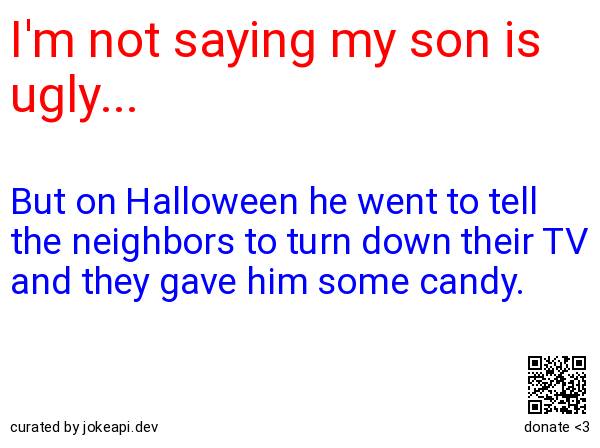 I'm not saying my son is
ugly...
But on Halloween he went to tell
the neighbors to turn down their TV
and they gave him some candy.
curated by jokeapi.dev
donate <3